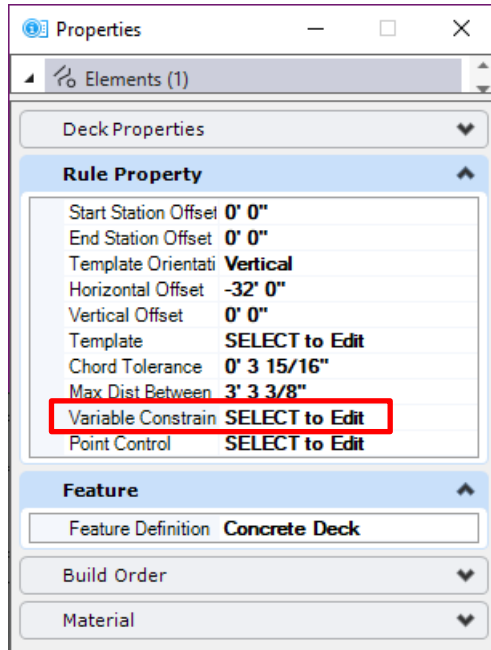 Properties
Elements (1)
Deck Properties
Rule Property
Start Station Offset 0' 0"
End Station Offset 0' 0"
Template Orientati Vertical
Horizontal Offset -32' 0"
Vertical Offset 0' 0"
Template SELECT to Edit
Chord Tolerance 0' 3 15/16"
Max Dist Between 3' 3 3/8"
Variable Constrain SELECT to Edit
Point Control SELECT to Edit
Feature
Feature Definition Concrete Deck
Build Order
Material